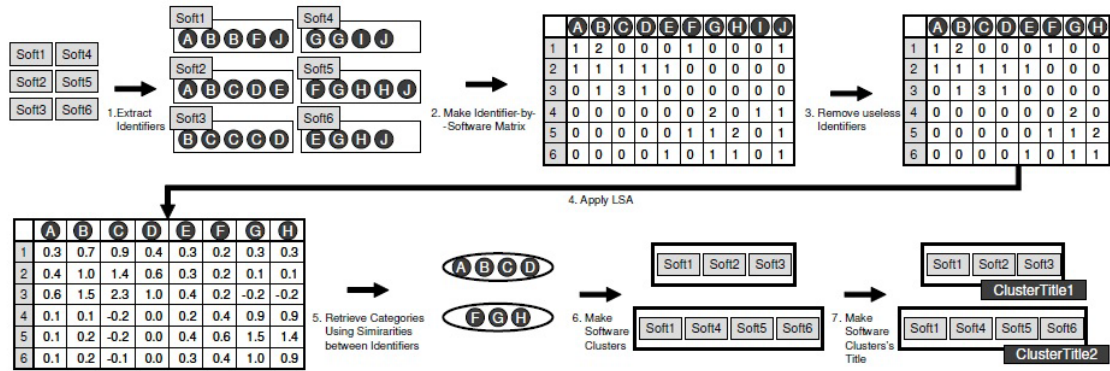 Soft1 Soft4
Soft2 Soft5
Soft3 Soft6
1.Extract
Identifiers
Soft1
A B B F J
Soft4
G G I J
Soft2
A B C D E
Soft5
F G H H J
Soft3
B C C C D
Soft6
E G H J
2. Make Identifier-by-
-Software Matrix
A B C D E F G H I J
1 1 2 0 0 0 1 0 0 0 1
2 1 1 1 1 1 0 0 0 0 0
3 0 1 3 1 0 0 0 0 0 0
4 0 0 0 0 0 0 2 0 1 1
5 0 0 0 0 0 1 1 2 0 1
6 0 0 0 0 1 0 1 1 0 1
3. Remove useless
Identifiers
A B C D E F G H
1 1 2 0 0 0 1 0 0
2 1 1 1 1 1 0 0 0
3 0 1 3 1 0 0 0 0
4 0 0 0 0 0 0 2 0
5 0 0 0 0 0 1 1 2
6 0 0 0 0 1 0 1 1
4. Apply LSA
A B C D E F G H
1 0.3 0.7 0.9 0.4 0.3 0.2 0.3 0.3
2 0.4 1.0 1.4 0.6 0.3 0.2 0.1 0.1
3 0.6 1.5 2.3 1.0 0.4 0.2 -0.2 -0.2
4 0.1 0.1 -0.2 0.0 0.2 0.4 0.9 0.9
5 0.1 0.2 -0.2 0.0 0.4 0.6 1.5 1.4
6 0.1 0.2 -0.1 0.0 0.3 0.4 1.0 0.9
5. Retrieve Categories
Using Simirarities
between Identifiers
A B C D
F G H
6. Make
Software
Clusters
Soft1 Soft2 Soft3
Soft1 Soft4 Soft5 Soft6
7. Make
Software
Clusters's
Title
Soft1 Soft2 Soft3
ClusterTitle1
Soft1 Soft4 Soft5 Soft6
ClusterTitle2